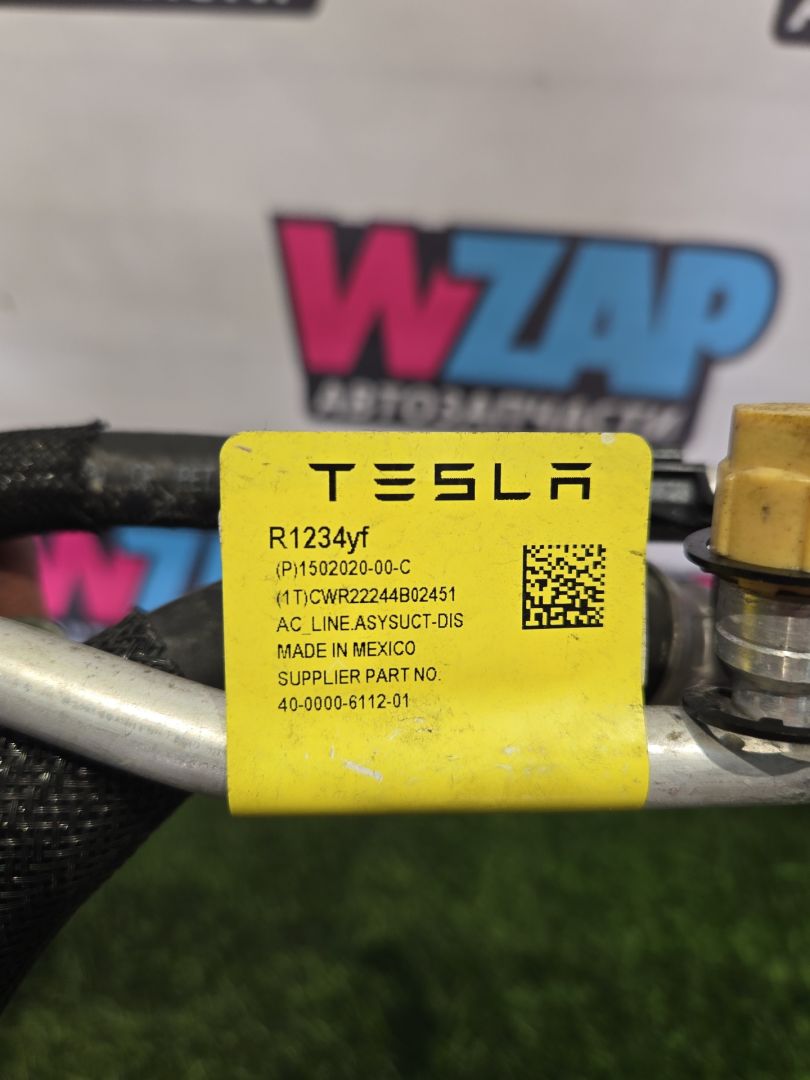 WZAP
АВТОЗАПЧАСТИ
TESLA
R1234yf
(P)1502020-00-C
(1T)CWR22244B02451
AC_LINE.ASYSUCT-DIS
MADE IN MEXICO
SUPPLIER PART NO.
40-0000-6112-01